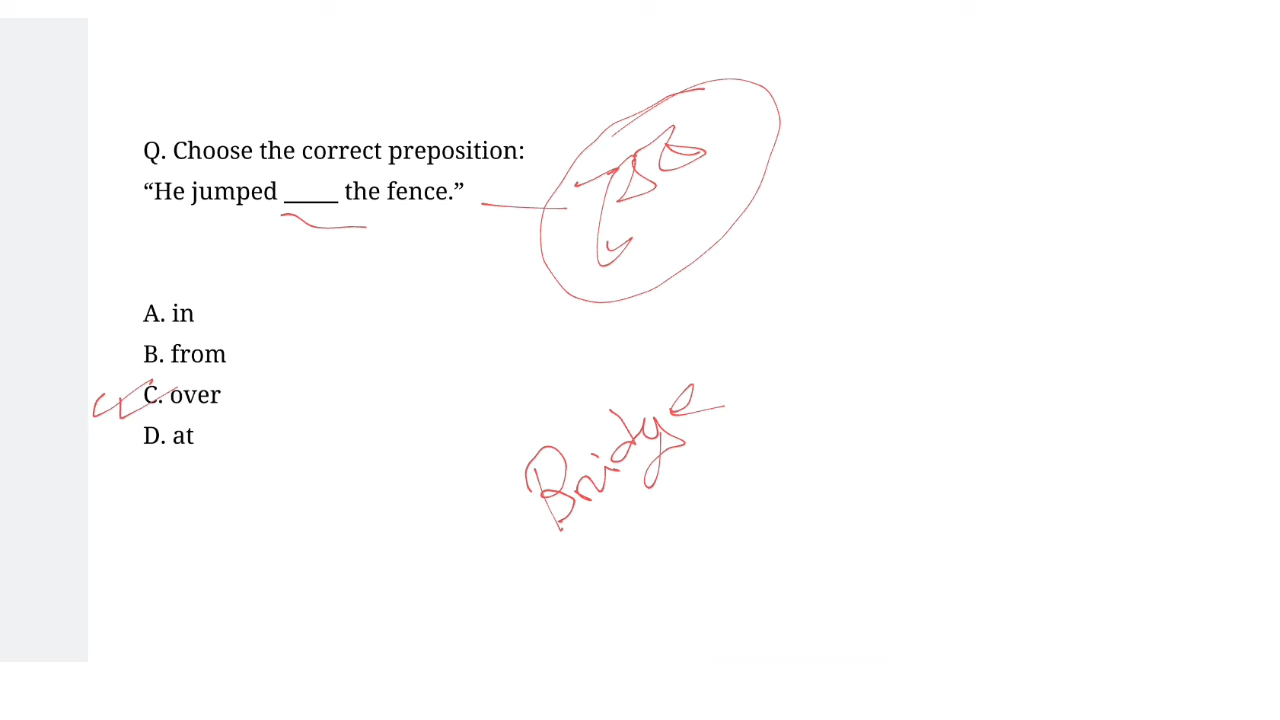 Q. Choose the correct preposition:
“He jumped _____ the fence.”
A. in
B. from
C. over
D. at
Bridge